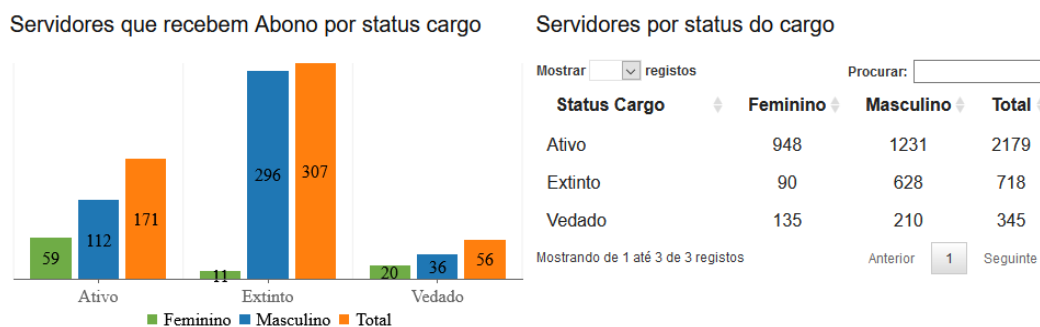 Servidores que recebem Abono por status cargo
59 112 171
11 296 307
20 36 56
Ativo Extinto Vedado
Feminino Masculino Total
Servidores por status do cargo
Mostrar registos Procurar:
Status Cargo Feminino Masculino Total
Ativo 948 1231 2179
Extinto 90 628 718
Vedado 135 210 345
Mostrando de 1 até 3 de 3 registos Anterior 1 Seguinte